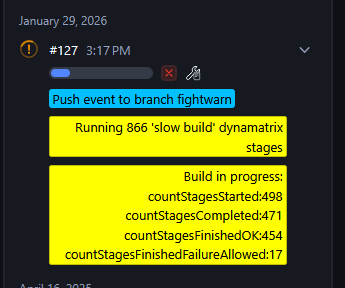 January 29, 2026
#127 3:17 PM
Push event to branch fightwarn
Running 866 'slow build' dynamatrix
stages
Build in progress:
countStagesStarted:498
countStagesCompleted:471
countStagesFinishedOK:454
countStagesFinishedFailureAllowed:17
April 16, 2025